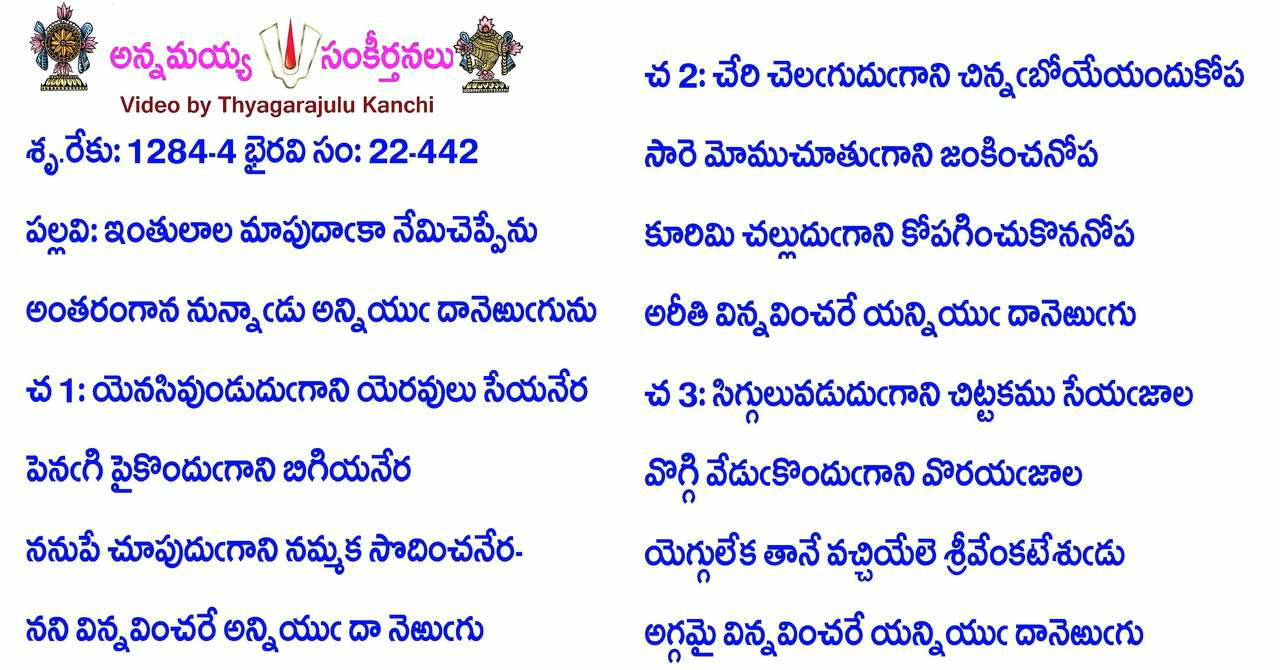 అన్నమయ్య సంకీర్తనలు
Video by Thyagarajulu Kanchi
శృ.రేకు: 1284-4 భైరవి సం: 22-442
పల్లవి: ఇంతులాల మాపుదాఁకా నేమిచెప్పేను
అంతరంగాన నున్నాఁడు అన్నియుఁ దానెఱుఁగును
చ 1: యెనసివుండుదుఁగాని యెరవులు సేయనేర
పెనఁగి పైకొందుఁగాని బిగియనేర
ననుపే చూపుదుఁగాని నమ్మక సొదించనేర-
నని విన్నవించరే అన్నియుఁ దా నెఱుఁగు
చ 2: చేరి చెలఁగుదుఁగాని చిన్నఁబోయేయందుకోప
సారె మోముచూతుఁగాని జంకించనోప
కూరిమి చల్లుదుఁగాని కోపగించుకొననోప
అరీతి విన్నవించరే యన్నియుఁ దానెఱుఁగు
చ 3: సిగ్గులువడుదుఁగాని చిట్టకము సేయఁజాల
వొగ్గి వేడుఁకొందుఁగాని వొరయఁజాల
యెగ్గులేక తానే వచ్చియేలె శ్రీవేంకటేశుఁడు
అగ్గమై విన్నవించరే యన్నియుఁ దానెఱుఁగు